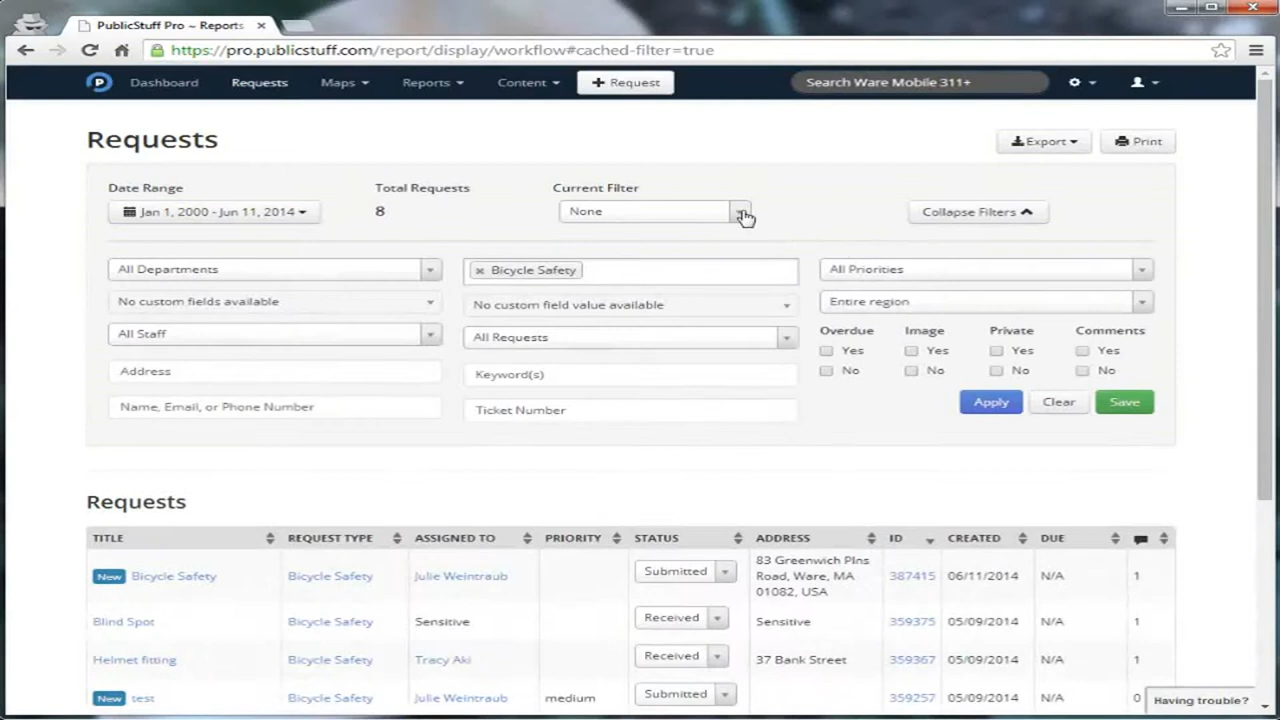 PublicStuff Pro ~ Reports ×
https://pro.publicstuff.com/report/display/workflow#cached-filter=true
P Dashboard Requests Maps Reports Content + Request Search Ware Mobile 311+
Requests
Export Print
Date Range Total Requests Current Filter
Jan 1, 2000 - Jun 11, 2014 8 None Collapse Filters
All Departments × Bicycle Safety All Priorities
No custom fields available No custom field value available Entire region
All Staff All Requests Overdue Image Private Comments
Yes Yes Yes Yes
Address Keyword(s) No No No No
Name, Email, or Phone Number Ticket Number Apply Clear Save
Requests
TITLE REQUEST TYPE ASSIGNED TO PRIORITY STATUS ADDRESS ID CREATED DUE
New Bicycle Safety Bicycle Safety Julie Weintraub Submitted 83 Greenwich Plns
Road, Ware, MA
01082, USA 387415 06/11/2014 N/A 1
Blind Spot Bicycle Safety Sensitive Received Sensitive 359375 05/09/2014 N/A 1
Helmet fitting Bicycle Safety Tracy Aki Received 37 Bank Street 359367 05/09/2014 N/A 1
New test Bicycle Safety Julie Weintraub medium Submitted 359257 05/09/2014 N/A 0
Having trouble?